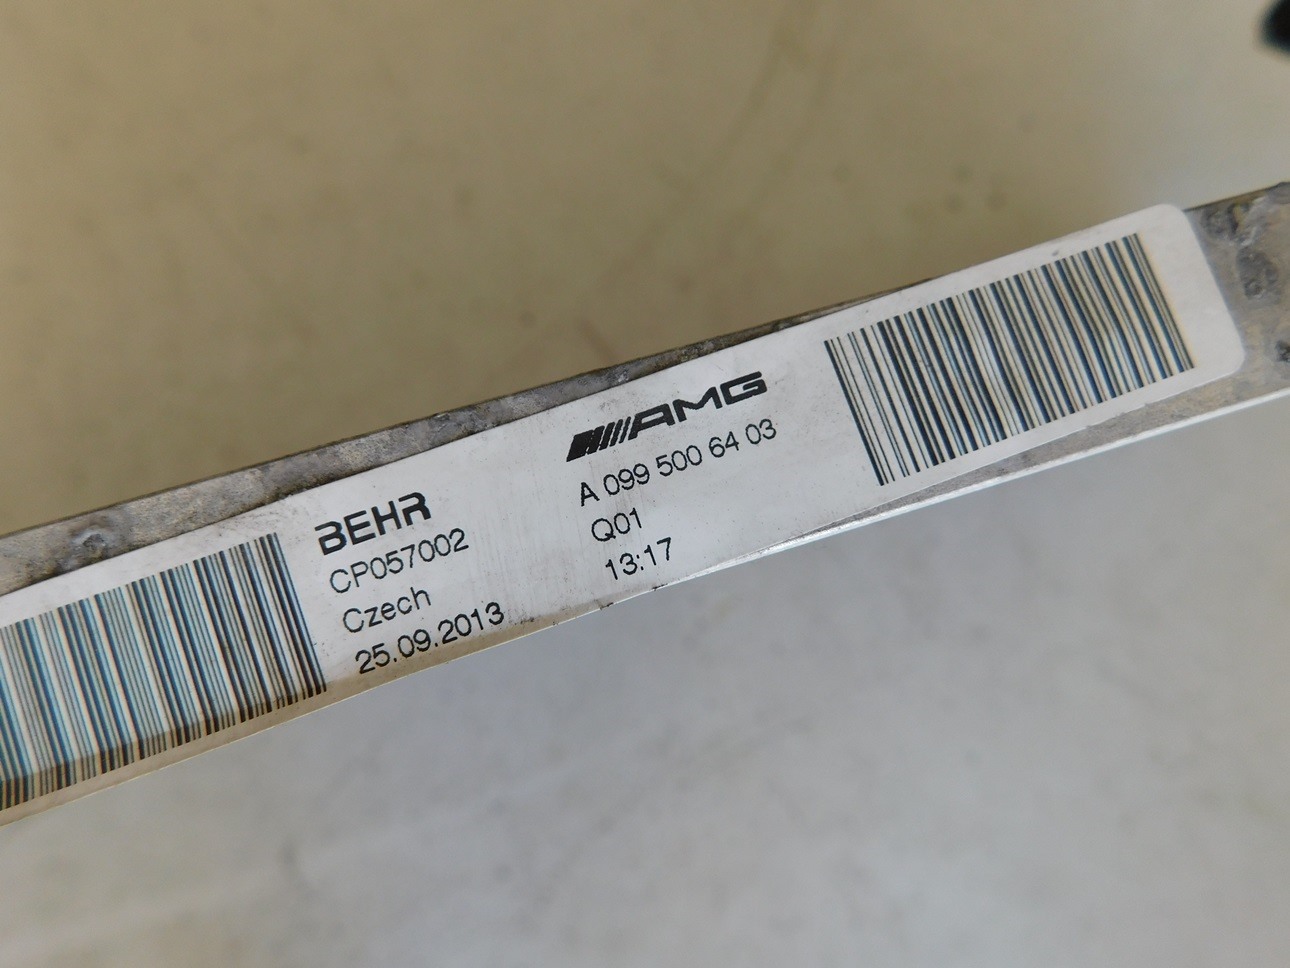 BEHR
CP057002
Czech
25.09.2013
AMG
A 099 500 64 03
Q01
13:17